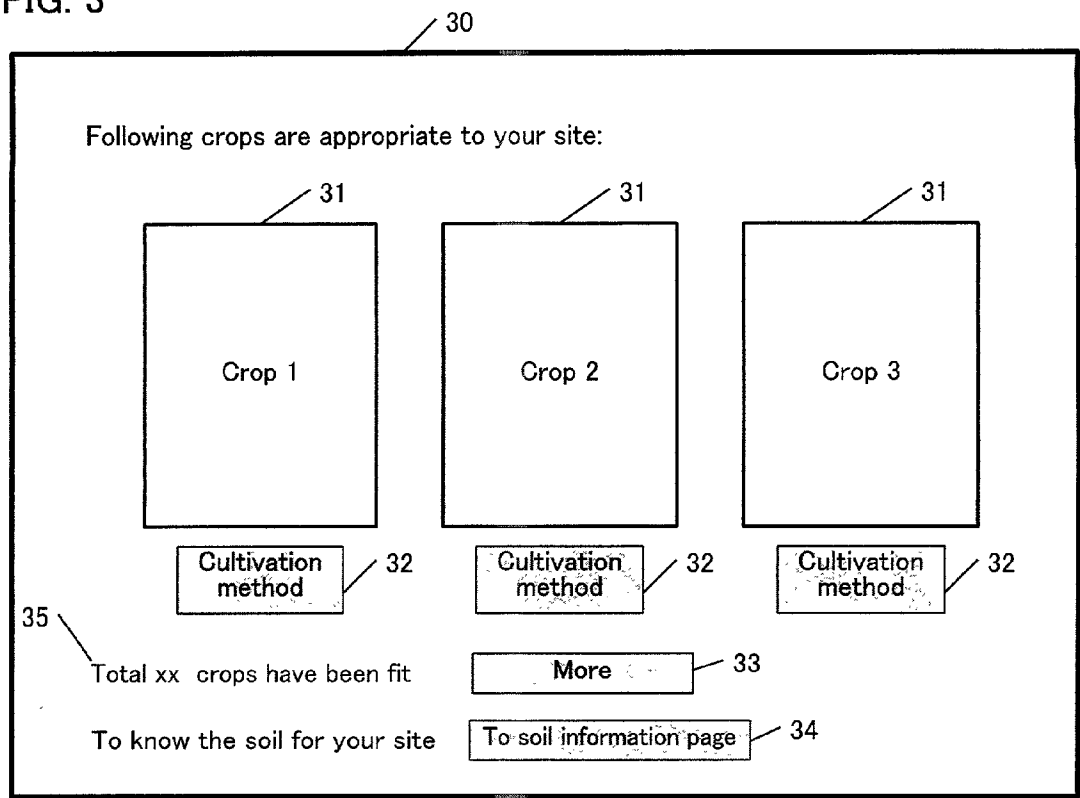 FIG. 3
30
Following crops are appropriate to your site:
31 31 31
Crop 1 Crop 2 Crop 3
Cultivation method 32 Cultivation method 32 Cultivation method 32
35
Total xx crops have been fit More 33
To know the soil for your site To soil information page 34